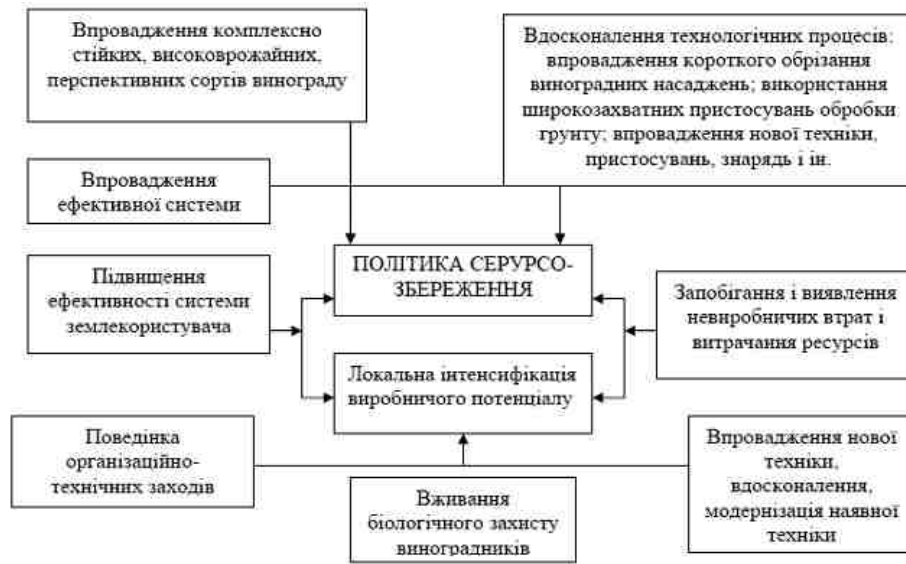 Впровадження комплексно
стійких, високоврожайних,
перспективних сортів винограду
Вдосконалення технологічних процесів:
впровадження короткого обрізання
виноградних насаджень; використання
широкозахватних пристосувань обробки
грунту; впровадження нової техніки,
пристосувань, знарядь і ін.
Впровадження
ефективної системи
ПОЛІТИКА СЕРУРСО-
ЗБЕРЕЖЕННЯ
Підвищення
ефективності системи
землекористувача
Запобігання і виявлення
невиробничих втрат і
витрачання ресурсів
Локальна інтенсифікація
виробничого потенціалу
Поведінка
організаційно-
технічних заходів
Вживання
біологічного захисту
виноградників
Впровадження нової
техніки,
вдосконалення,
модернізація наявної
техніки